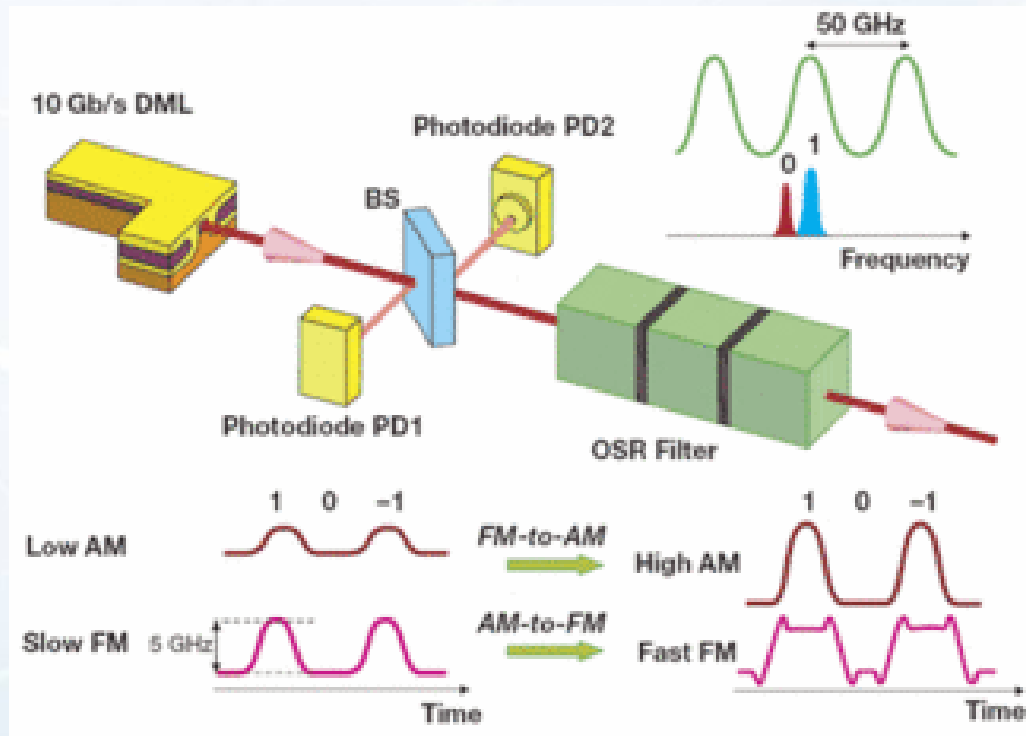 50 GHz
10 Gb/s DML
Photodiode PD2
BS
0 1
Frequency
Photodiode PD1
OSR Filter
1 0 –1
Low AM
FM-to-AM
1 0 –1
High AM
Slow FM
5 GHz
AM-to-FM
Fast FM
Time
Time